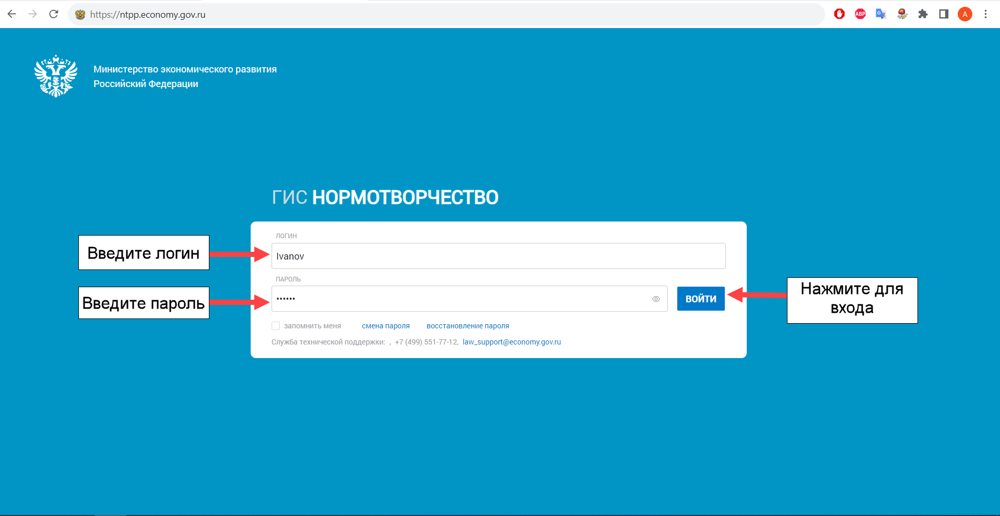 https://ntpp.economy.gov.ru
ABP
G
A
Министерство экономического развития
Российский Федерации
ГИС НОРМОТВОРЧЕСТВО
ЛОГИН
Введите логин
Ivanov
ПАРОЛЬ
Введите пароль
••••••
ВОЙТИ
Нажмите для
входа
запомнить меня смена пароля восстановление пароля
Служба технической поддержки: , +7 (499) 551-77-12, law_support@economy.gov.ru